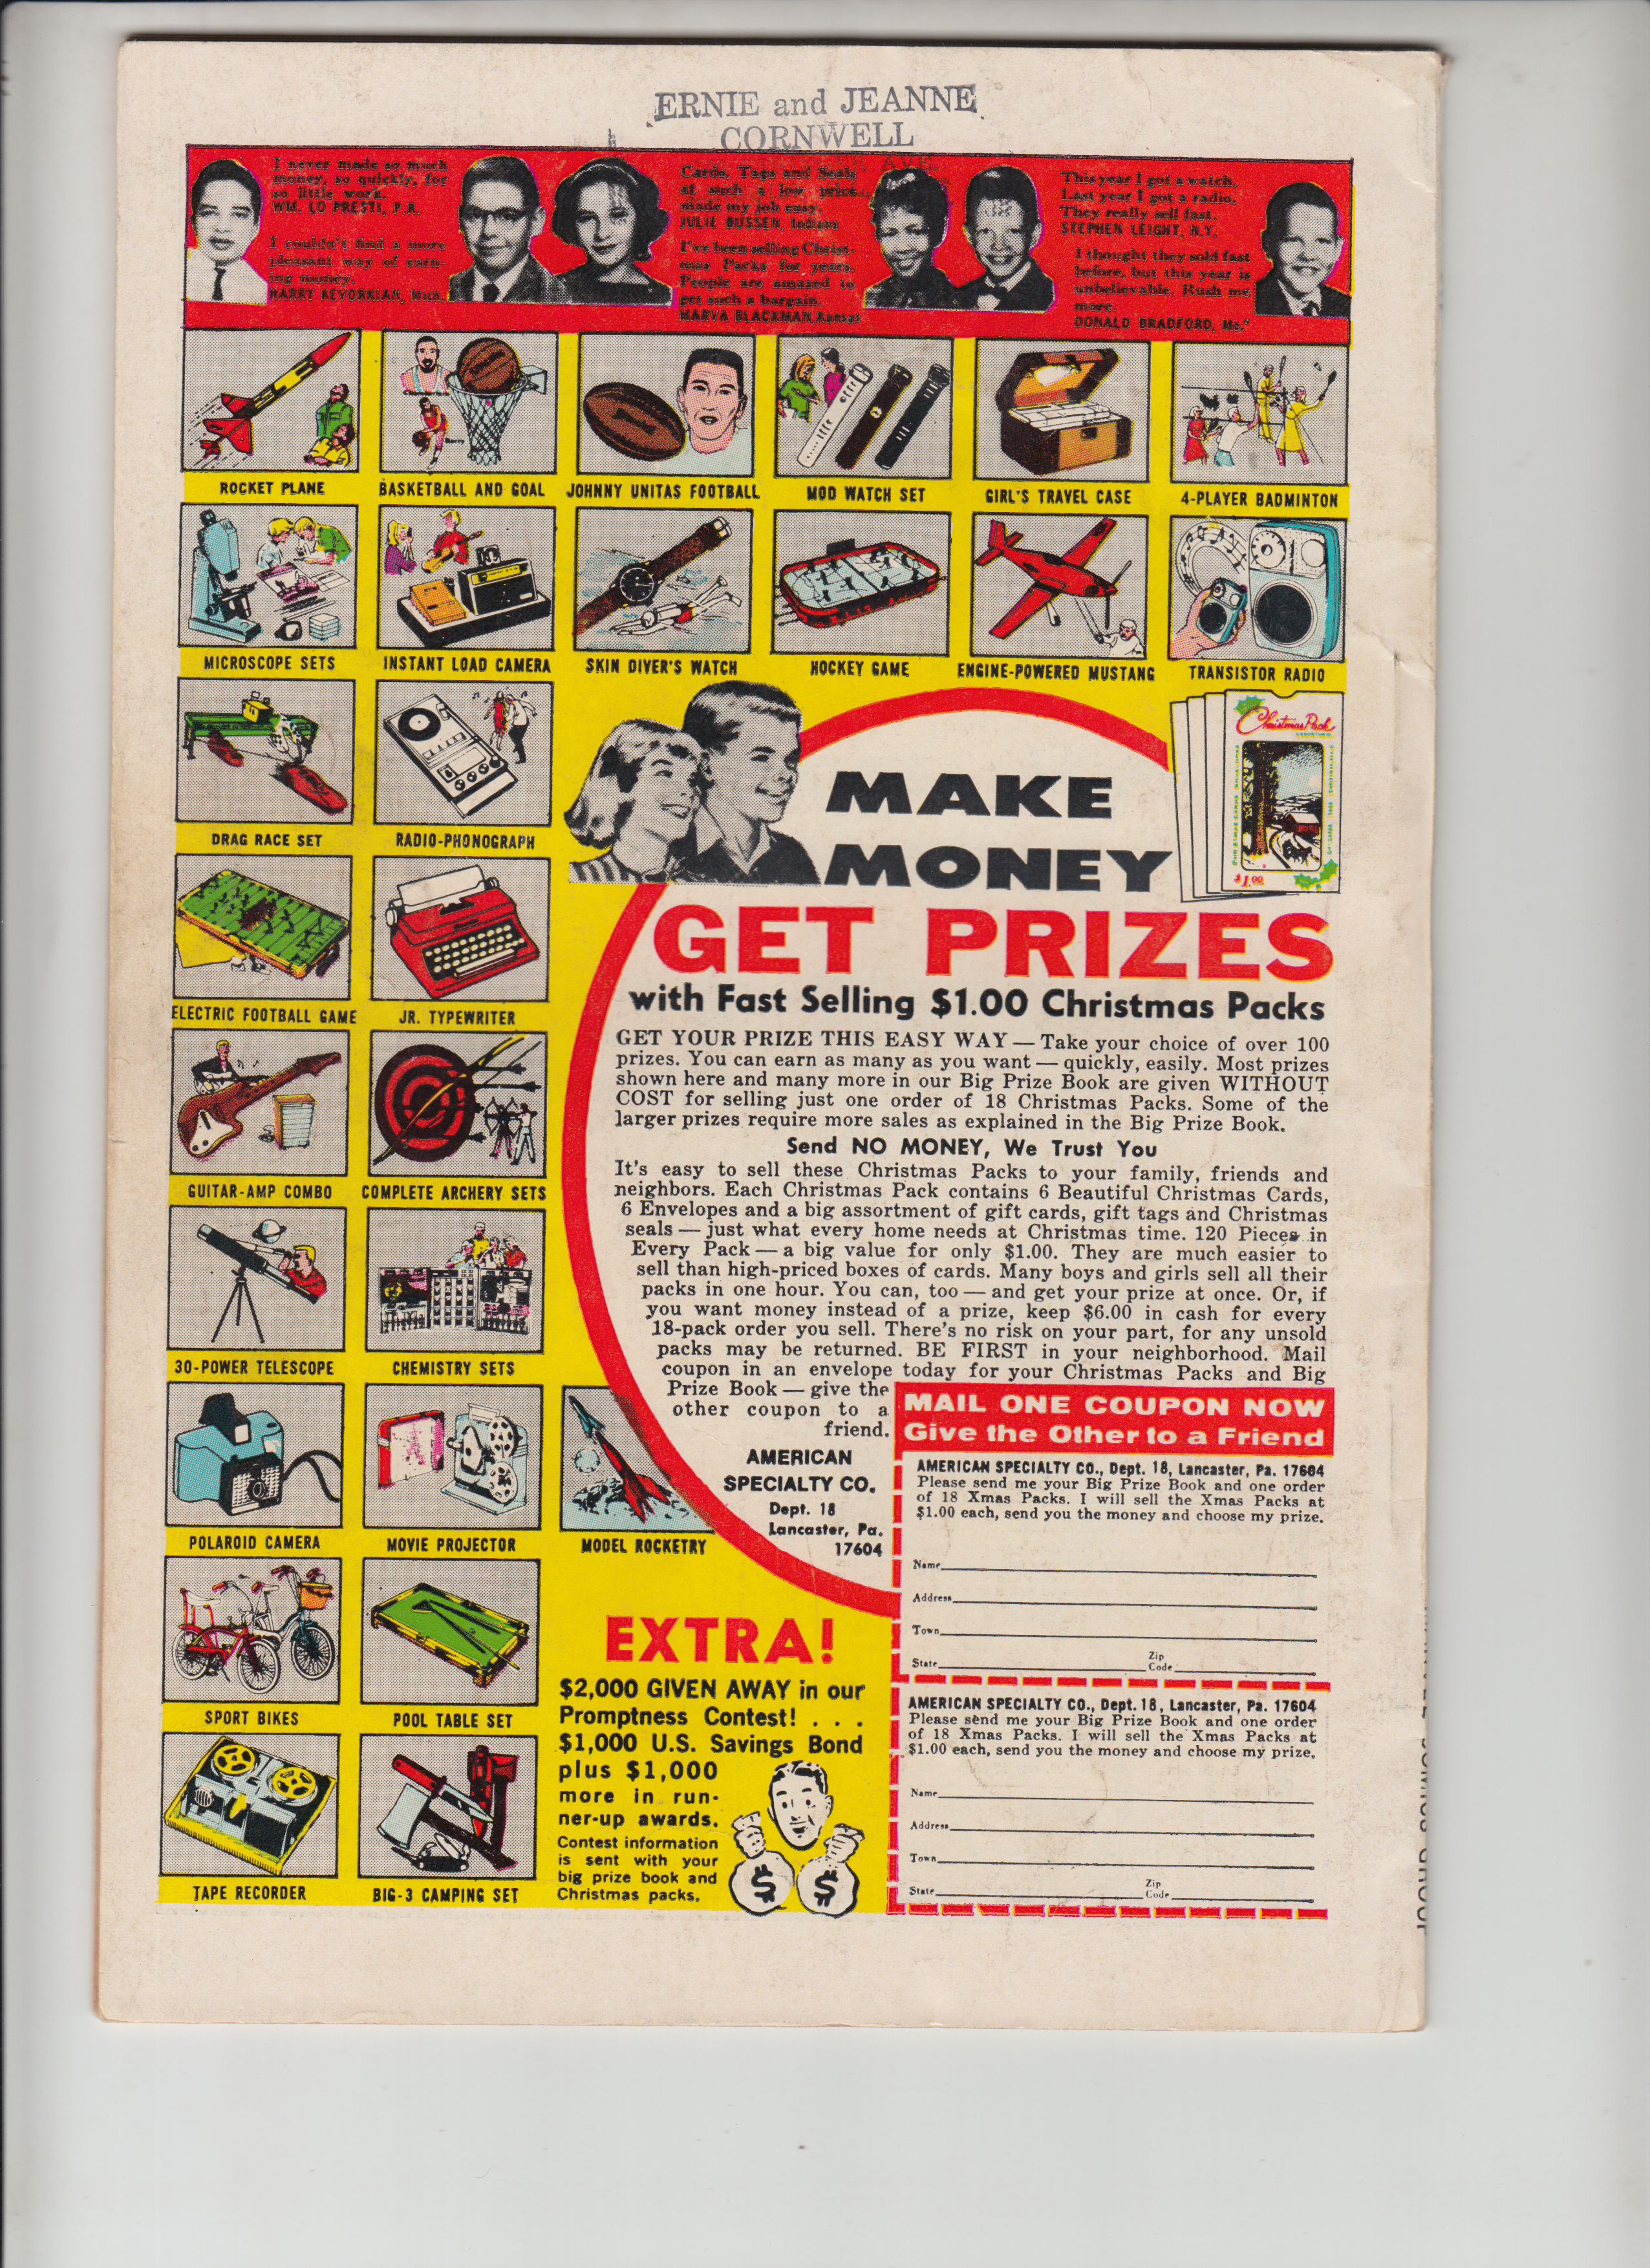 ERNIE and JEANNE
CORNWELL
AVE
I never made so much
money, so quickly, for
so little work.
WM. LO PRESTI, P.A.
I couldn't find a more
pleasant way of earn-
ing money.
HARRY KEVORKIAN, Mich.
Cards, Tags and Seals
at such a low price
made my job easy.
JULIE BUSSEN, Indiana
I've been selling Christ-
mas Packs for years.
People are amazed to
get such a bargain.
MARVA BLACKMAN, Kansas
This year I got a watch.
Last year I got a radio.
They really sell fast.
STEPHEN LEIGHT, N.Y.
I thought they sold fast
before, but this year is
unbelievable. Rush me
more.
DONALD BRADFORD, Mo.
ROCKET PLANE
BASKETBALL AND GOAL
JOHNNY UNITAS FOOTBALL
MOD WATCH SET
GIRL'S TRAVEL CASE
4-PLAYER BADMINTON
MICROSCOPE SETS
INSTANT LOAD CAMERA
SKIN DIVER'S WATCH
HOCKEY GAME
ENGINE-POWERED MUSTANG
TRANSISTOR RADIO
DRAG RACE SET
RADIO-PHONOGRAPH
ELECTRIC FOOTBALL GAME
JR. TYPEWRITER
GUITAR-AMP COMBO
COMPLETE ARCHERY SETS
30-POWER TELESCOPE
CHEMISTRY SETS
POLAROID CAMERA
MOVIE PROJECTOR
MODEL ROCKETRY
SPORT BIKES
POOL TABLE SET
TAPE RECORDER
BIG-3 CAMPING SET
Christmas Pack
$1.00
MAKE
MONEY
GET PRIZES
with Fast Selling $1.00 Christmas Packs
GET YOUR PRIZE THIS EASY WAY — Take your choice of over 100
prizes. You can earn as many as you want — quickly, easily. Most prizes
shown here and many more in our Big Prize Book are given WITHOUT
COST for selling just one order of 18 Christmas Packs. Some of the
larger prizes require more sales as explained in the Big Prize Book.
Send NO MONEY, We Trust You
It's easy to sell these Christmas Packs to your family, friends and
neighbors. Each Christmas Pack contains 6 Beautiful Christmas Cards,
6 Envelopes and a big assortment of gift cards, gift tags and Christmas
seals — just what every home needs at Christmas time. 120 Pieces in
Every Pack — a big value for only $1.00. They are much easier to
sell than high-priced boxes of cards. Many boys and girls sell all their
packs in one hour. You can, too — and get your prize at once. Or, if
you want money instead of a prize, keep $6.00 in cash for every
18-pack order you sell. There's no risk on your part, for any unsold
packs may be returned. BE FIRST in your neighborhood. Mail
coupon in an envelope today for your Christmas Packs and Big
Prize Book — give the
other coupon to a
friend.
AMERICAN
SPECIALTY CO.
Dept. 18
Lancaster, Pa.
17604
MAIL ONE COUPON NOW
Give the Other to a Friend
AMERICAN SPECIALTY CO., Dept. 18, Lancaster, Pa. 17604
Please send me your Big Prize Book and one order
of 18 Xmas Packs. I will sell the Xmas Packs at
$1.00 each, send you the money and choose my prize.
Name
Address
Town
State Zip Code
AMERICAN SPECIALTY CO., Dept. 18, Lancaster, Pa. 17604
Please send me your Big Prize Book and one order
of 18 Xmas Packs. I will sell the Xmas Packs at
$1.00 each, send you the money and choose my prize.
Name
Address
Town
State Zip Code
EXTRA!
$2,000 GIVEN AWAY in our
Promptness Contest! . . .
$1,000 U.S. Savings Bond
plus $1,000
more in run-
ner-up awards.
Contest information
is sent with your
big prize book and
Christmas packs.
$ $